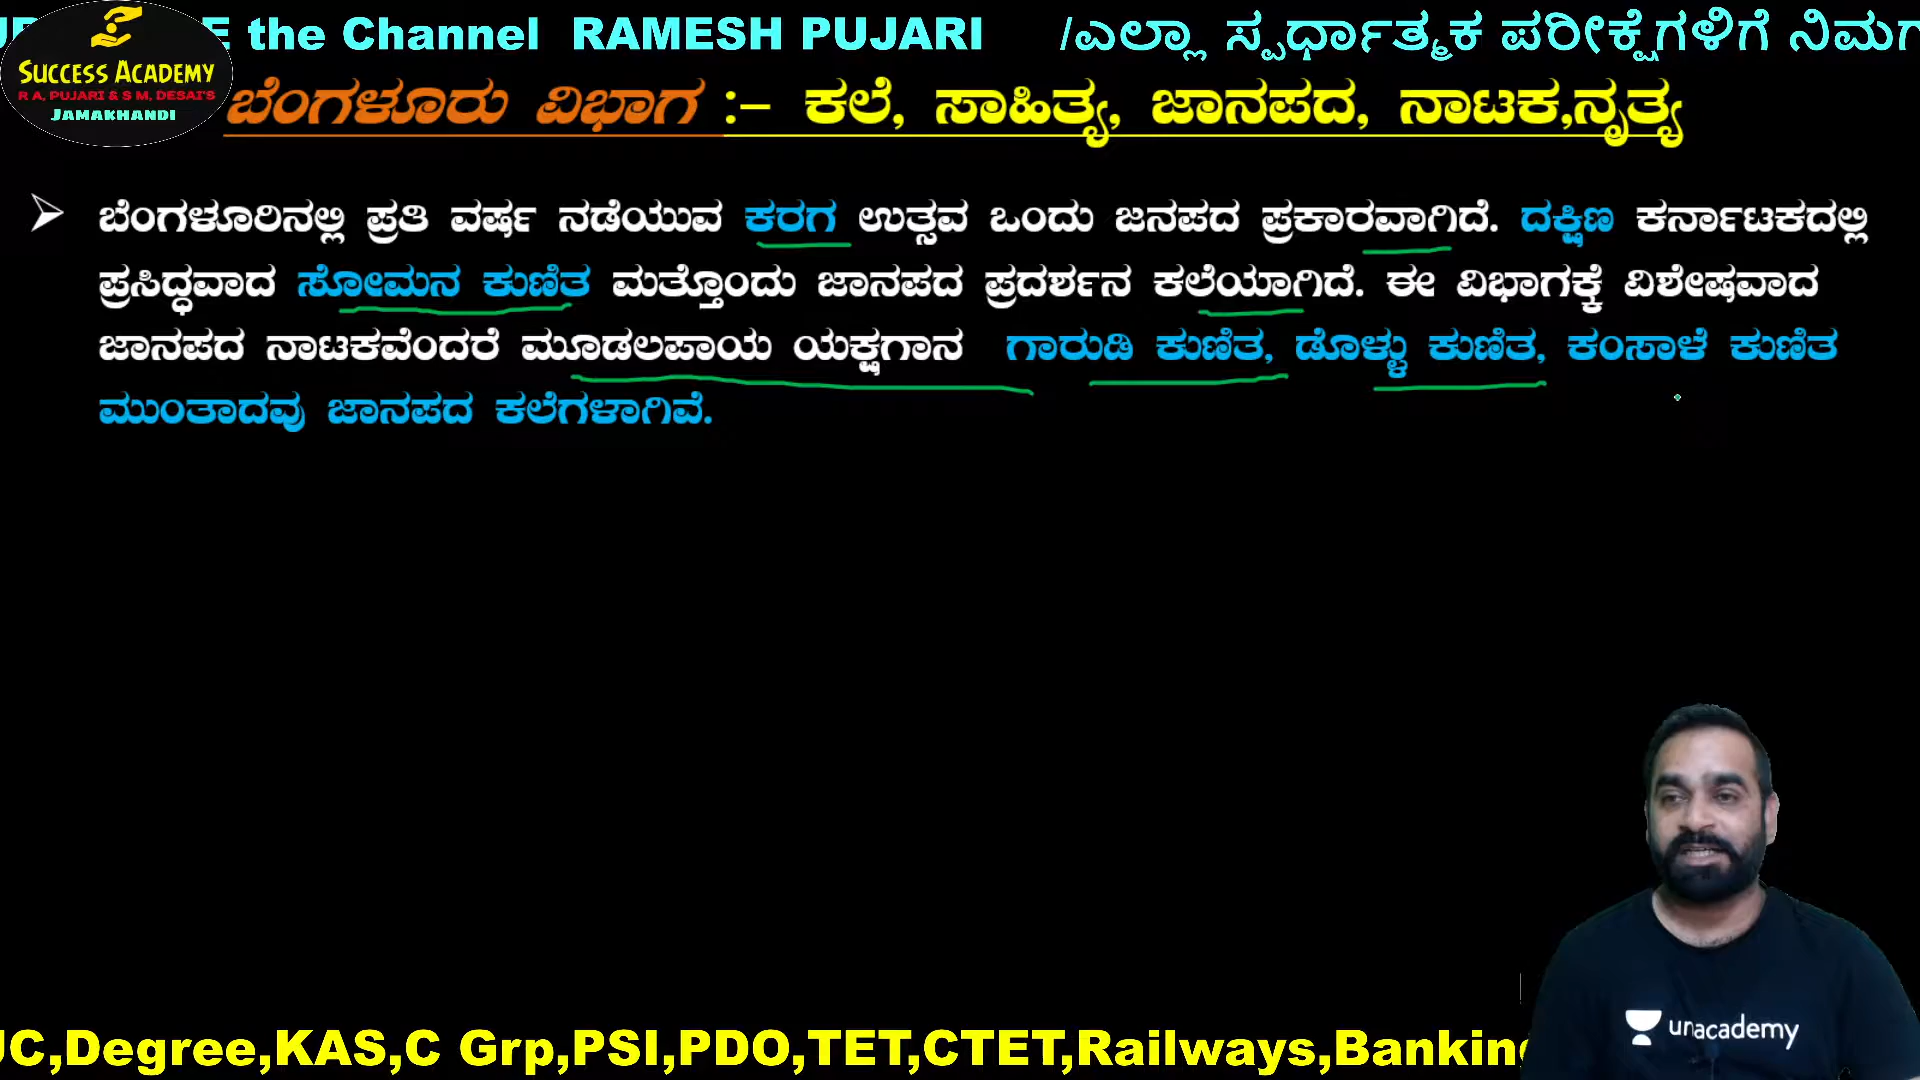 E the Channel RAMESH PUJARI /ಎಲ್ಲಾ ಸ್ಪರ್ಧಾತ್ಮಕ ಪರೀಕ್ಷೆಗಳಿಗೆ ನಿಮಗ
SUCCESS ACADEMY
R A, PUJARI & S M, DESAI'S
JAMAKHANDI
ಬೆಂಗಳೂರು ವಿಭಾಗ :– ಕಲೆ, ಸಾಹಿತ್ಯ, ಜಾನಪದ, ನಾಟಕ,ನೃತ್ಯ
➢ ಬೆಂಗಳೂರಿನಲ್ಲಿ ಪ್ರತಿ ವರ್ಷ ನಡೆಯುವ ಕರಗ ಉತ್ಸವ ಒಂದು ಜನಪದ ಪ್ರಕಾರವಾಗಿದೆ. ದಕ್ಷಿಣ ಕರ್ನಾಟಕದಲ್ಲಿ
ಪ್ರಸಿದ್ಧವಾದ ಸೋಮನ ಕುಣಿತ ಮತ್ತೊಂದು ಜಾನಪದ ಪ್ರದರ್ಶನ ಕಲೆಯಾಗಿದೆ. ಈ ವಿಭಾಗಕ್ಕೆ ವಿಶೇಷವಾದ
ಜಾನಪದ ನಾಟಕವೆಂದರೆ ಮೂಡಲಪಾಯ ಯಕ್ಷಗಾನ ಗಾರುಡಿ ಕುಣಿತ, ಡೊಳ್ಳು ಕುಣಿತ, ಕಂಸಾಳೆ ಕುಣಿತ
ಮುಂತಾದವು ಜಾನಪದ ಕಲೆಗಳಾಗಿವೆ.
unacademy
UC,Degree,KAS,C Grp,PSI,PDO,TET,CTET,Railways,Banking